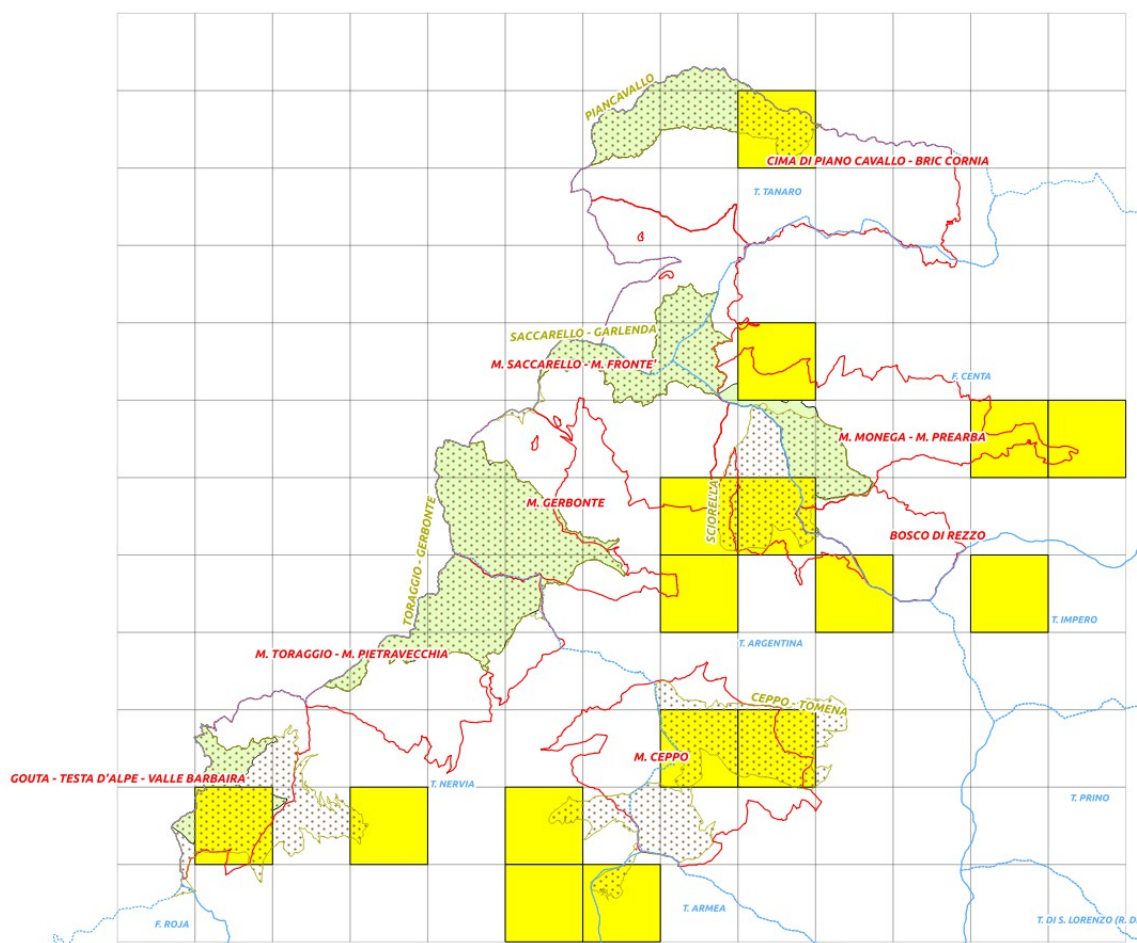 PIANCAVALLO
CIMA DI PIANO CAVALLO - BRIC CORNIA
T. TANARO
SACCARELLO - GARLENDA
M. SACCARELLO - M. FRONTE'
F. CENTA
M. MONEGA - M. PREARBA
SCIORELLA
M. GERBONTE
TORAGGIO - GERBONTE
BOSCO DI REZZO
T. IMPERO
T. ARGENTINA
M. TORAGGIO - M. PIETRAVECCHIA
CEPPO - TOMENA
M. CEPPO
GOUTA - TESTA D'ALPE - VALLE BARBAIRA
T. NERVIA
T. PRINO
T. ARMEA
F. ROJA
T. DI S. LORENZO (R. D